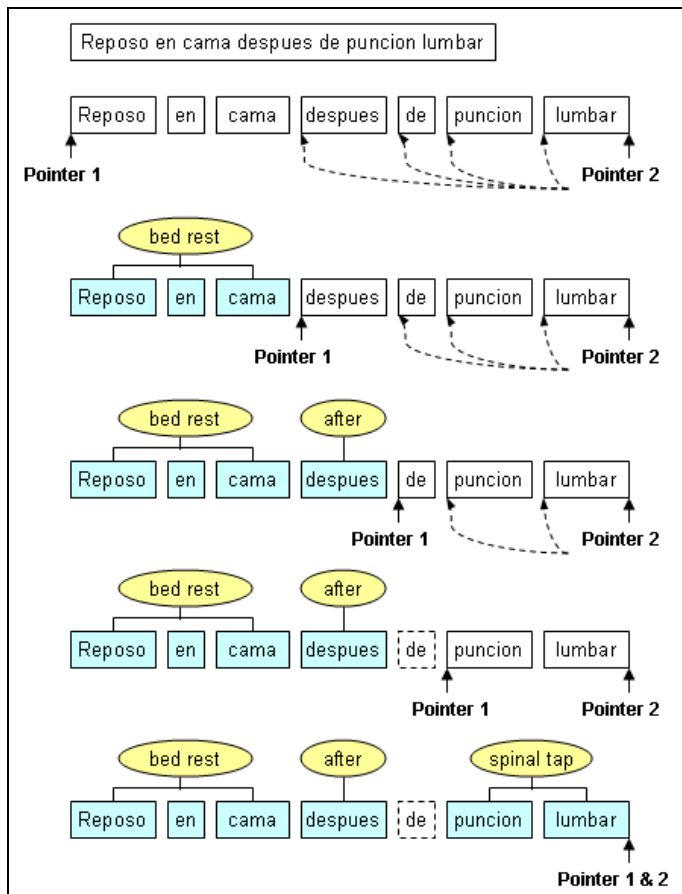 Reposo en cama despues de puncion lumbar
Reposo en cama despues de puncion lumbar
Pointer 1 Pointer 2
bed rest
Reposo en cama despues de puncion lumbar
Pointer 1 Pointer 2
bed rest after
Reposo en cama despues de puncion lumbar
Pointer 1 Pointer 2
bed rest after
Reposo en cama despues de puncion lumbar
Pointer 1 Pointer 2
bed rest after spinal tap
Reposo en cama despues de puncion lumbar
Pointer 1 & 2